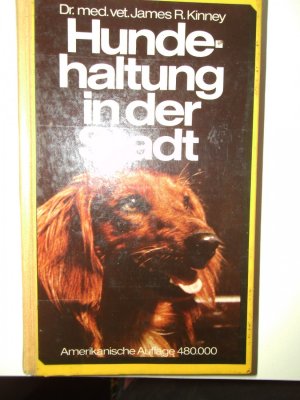 Dr. med. vet. James R. Kinney
Hunde-
haltung
in der
Stadt
Amerikanische Auflage 480.000